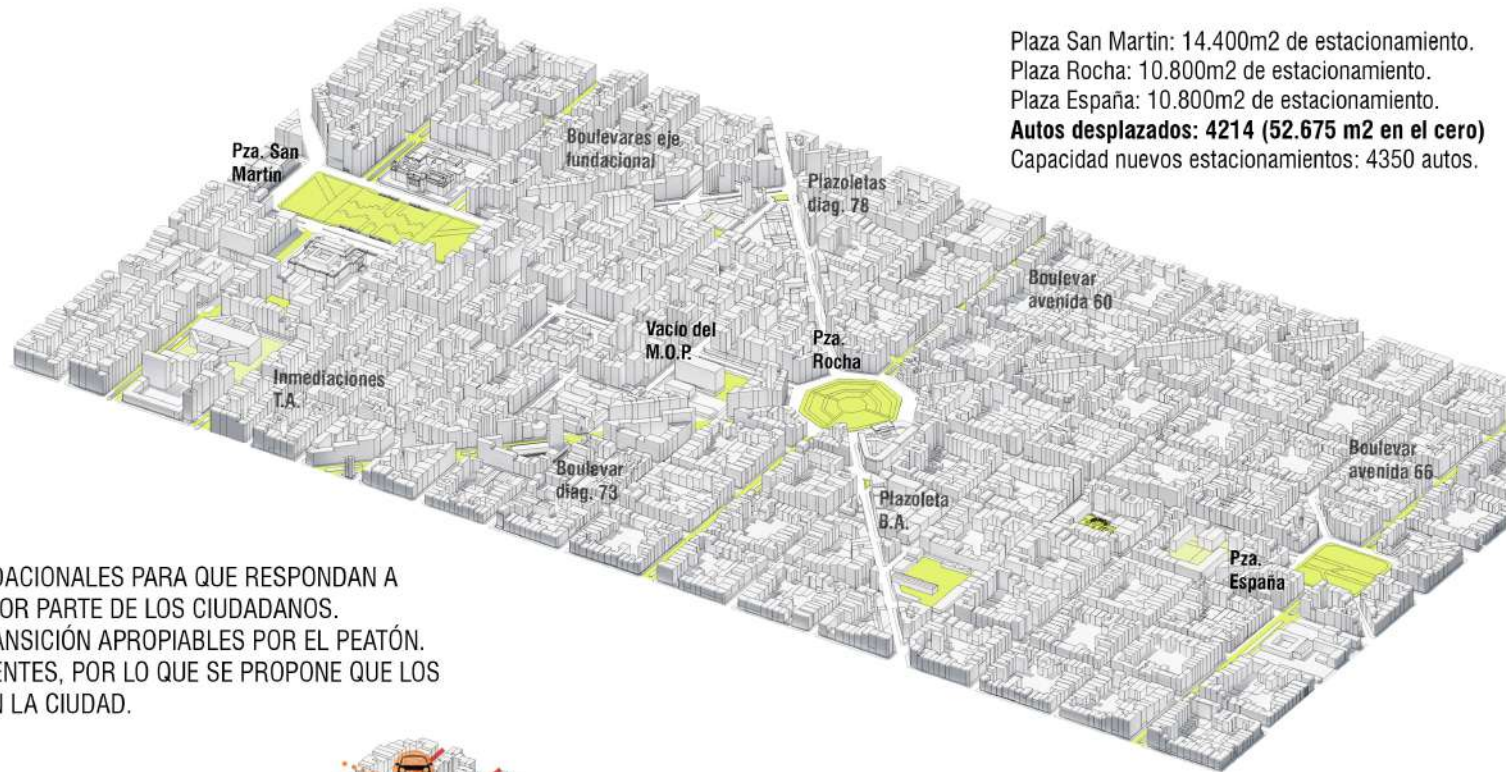 Plaza San Martin: 14.400m2 de estacionamiento.
Plaza Rocha: 10.800m2 de estacionamiento.
Plaza España: 10.800m2 de estacionamiento.
Autos desplazados: 4214 (52.675 m2 en el cero)
Capacidad nuevos estacionamientos: 4350 autos.
Pza. San
Martín
Boulevares eje
fundacional
Plazoletas
diag. 78
Boulevar
avenida 60
Vacío del
M.O.P.
Pza.
Rocha
Inmediaciones
T.A.
Boulevar
diag. 73
Plazoleta
B.A.
Boulevar
avenida 66
Pza.
España
DACIONALES PARA QUE RESPONDAN A
OR PARTE DE LOS CIUDADANOS.
ANSICIÓN APROPIABLES POR EL PEATÓN.
ENTES, POR LO QUE SE PROPONE QUE LOS
N LA CIUDAD.